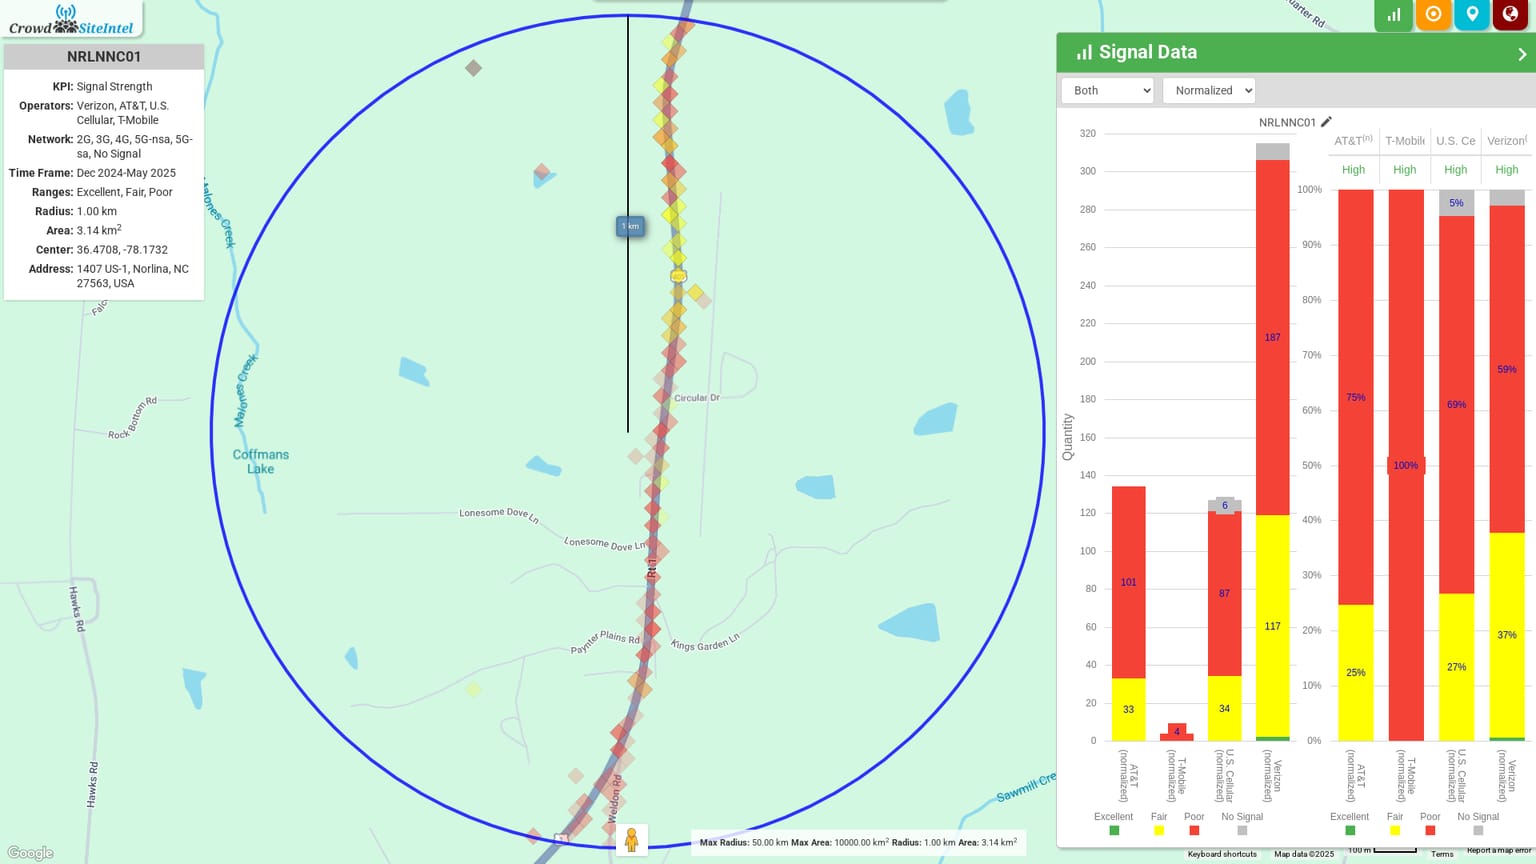 Crowd SiteIntel
NRLNNC01
KPI: Signal Strength
Operators: Verizon, AT&T, U.S.
Cellular, T-Mobile
Network: 2G, 3G, 4G, 5G-nsa, 5G-
sa, No Signal
Time Frame: Dec 2024-May 2025
Ranges: Excellent, Fair, Poor
Radius: 1.00 km
Area: 3.14 km²
Center: 36.4708, -78.1732
Address: 1407 US-1, Norlina, NC
27563, USA
1 km
Malones Creek
Malones Creek
Coffmans
Lake
Rock Bottom Rd
Hawks Rd
Hawks Rd
Circular Dr
Lonesome Dove Ln
Lonesome Dove Ln
Rt 1
Paynter Plains Rd
Kings Garden Ln
Weldon Rd
1
Sawmill Cre
Google
Max Radius: 50.00 km Max Area: 10000.00 km² Radius: 1.00 km Area: 3.14 km²
Signal Data
Both
Normalized
NRLNNC01
Quantity
320
300
280
260
240
220
200
180
160
140
120
100
80
60
40
20
0
101
33
4
6
87
34
187
117
AT&T
(normalized)
T-Mobile
(normalized)
U.S. Cellular
(normalized)
Verizon
(normalized)
Excellent
Fair
Poor
No Signal
AT&T(n)
T-Mobile
U.S. Ce
Verizon(
High
High
High
High
100%
90%
80%
70%
60%
50%
40%
30%
20%
10%
0%
75%
25%
100%
5%
69%
27%
59%
37%
AT&T
(normalized)
T-Mobile
(normalized)
U.S. Cellular
(normalized)
Verizon
(normalized)
Excellent
Fair
Poor
No Signal
Keyboard shortcuts
Map data ©2025
100 m
Terms
Report a map error